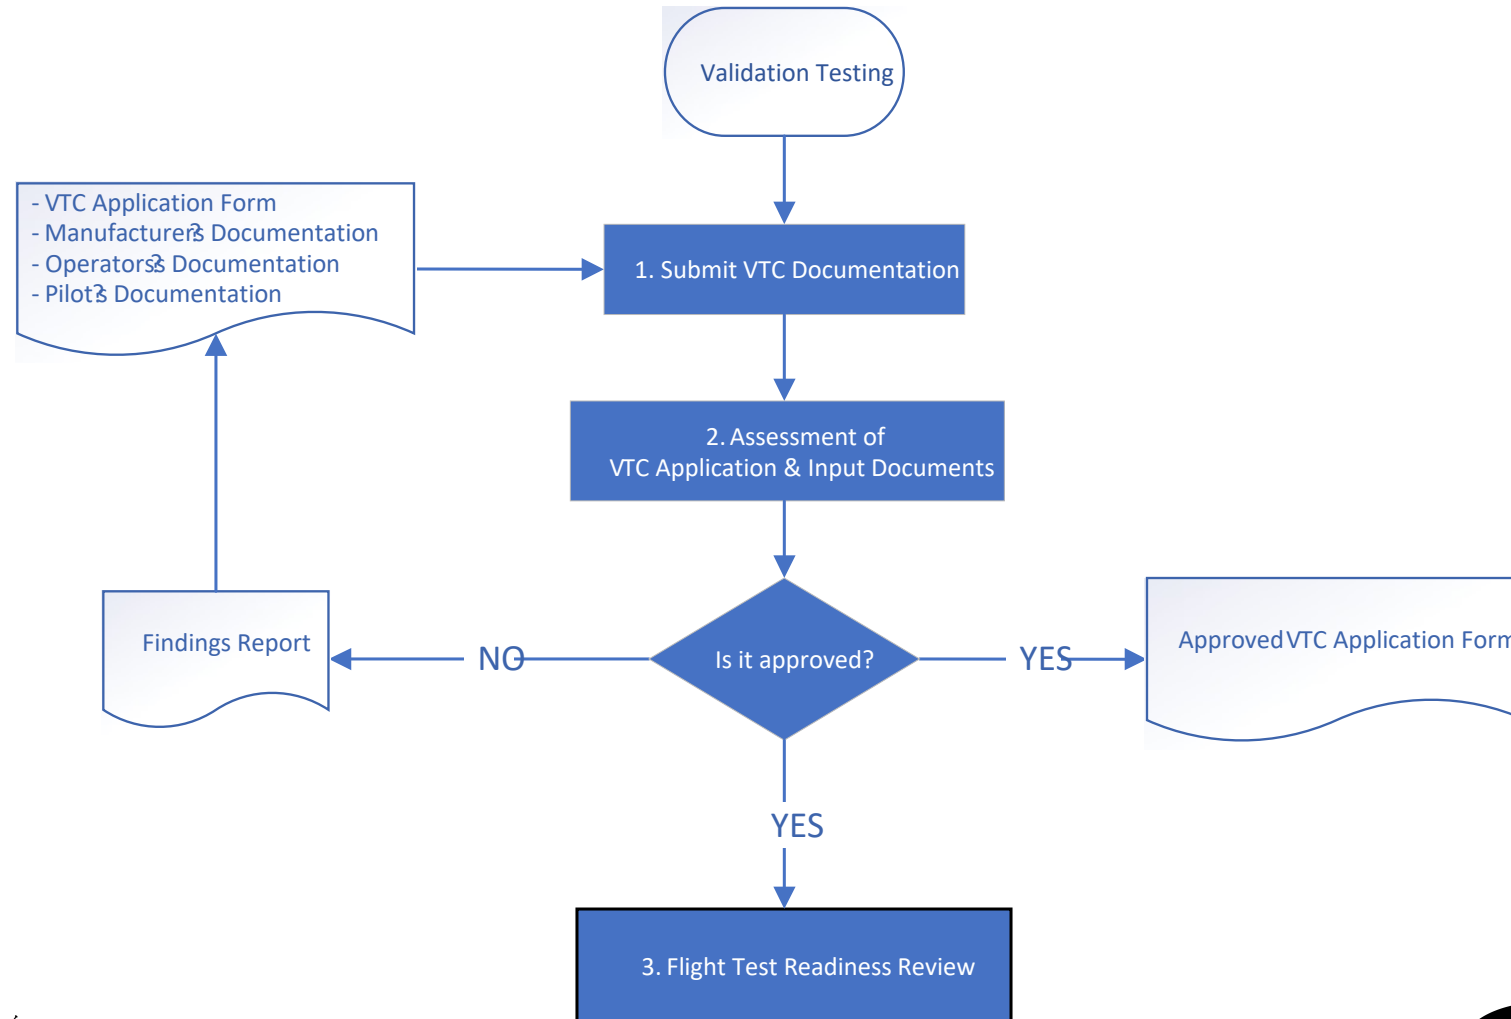 Validation Testing
- VTC Application Form
- Manufacturer?s Documentation
- Operators?s Documentation
- Pilot?s Documentation
1. Submit VTC Documentation
2. Assessment of
VTC Application & Input Documents
Findings Report
NO
Is it approved?
YES
Approved VTC Application Form
YES
3. Flight Test Readiness Review